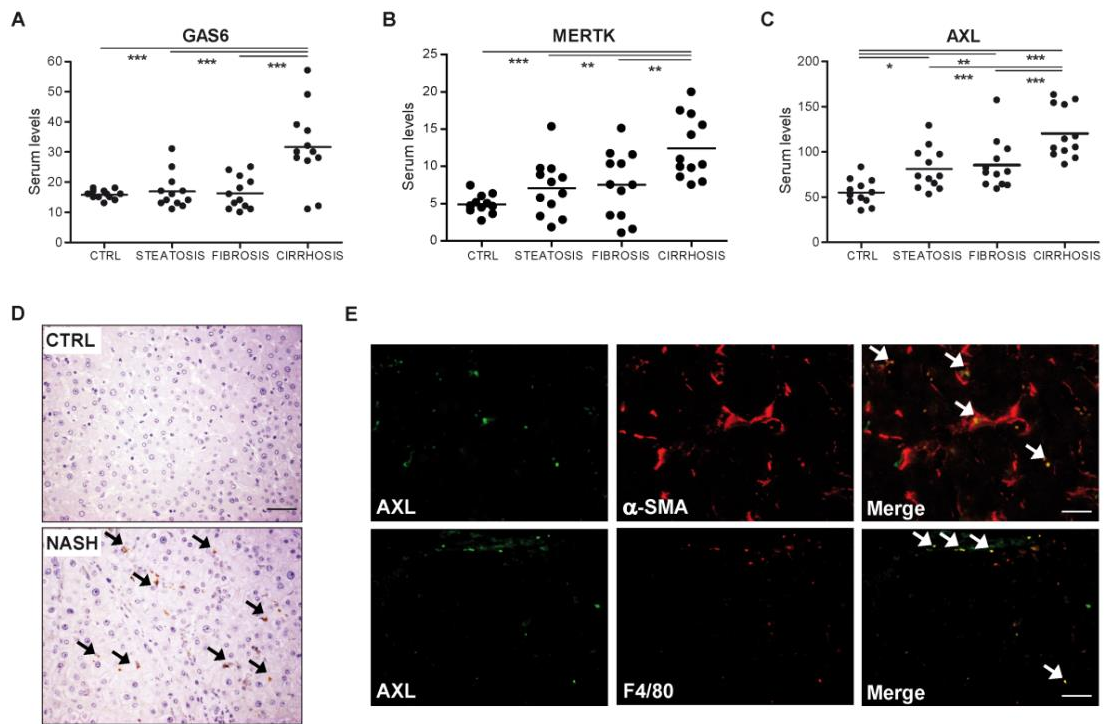 A
GAS6
***
***
***
Serum levels
60
50
40
30
20
10
0
CTRL STEATOSIS FIBROSIS CIRRHOSIS
B
MERTK
***
**
**
Serum levels
25
20
15
10
5
0
CTRL STEATOSIS FIBROSIS CIRRHOSIS
C
AXL
*
**
***
***
***
Serum levels
200
150
100
50
0
CTRL STEATOSIS FIBROSIS CIRRHOSIS
D
CTRL
NASH
E
AXL
α-SMA
Merge
AXL
F4/80
Merge